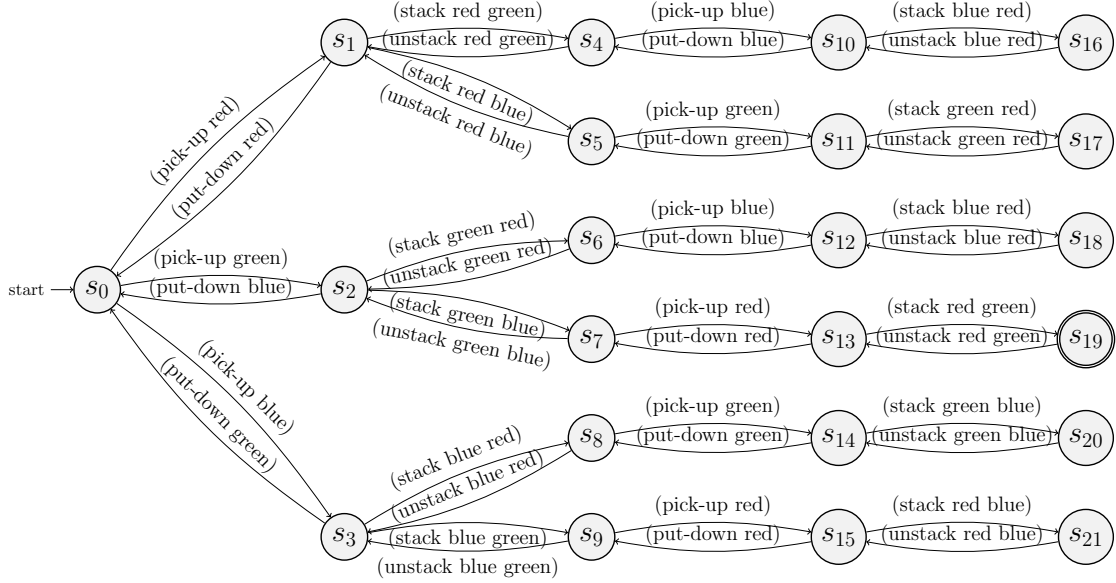 (stack red green)
(pick-up blue)
(stack blue red)
s1
(unstack red green)
s4
(put-down blue)
s10
(unstack blue red)
s16
(stack red blue)
(unstack red blue)
(pick-up green)
(stack green red)
s5
(put-down green)
s11
(unstack green red)
s17
(pick-up red)
(put-down red)
(stack green red)
(unstack green red)
(pick-up blue)
(stack blue red)
s6
(put-down blue)
s12
(unstack blue red)
s18
(pick-up green)
start
s0
(put-down blue)
s2
(stack green blue)
(unstack green blue)
(pick-up red)
(stack red green)
s7
(put-down red)
s13
(unstack red green)
s19
(pick-up blue)
(put-down green)
(stack blue red)
(unstack blue red)
(pick-up green)
(stack green blue)
s8
(put-down green)
s14
(unstack green blue)
s20
(pick-up red)
(stack red blue)
s3
(stack blue green)
(unstack blue green)
s9
(put-down red)
s15
(unstack red blue)
s21